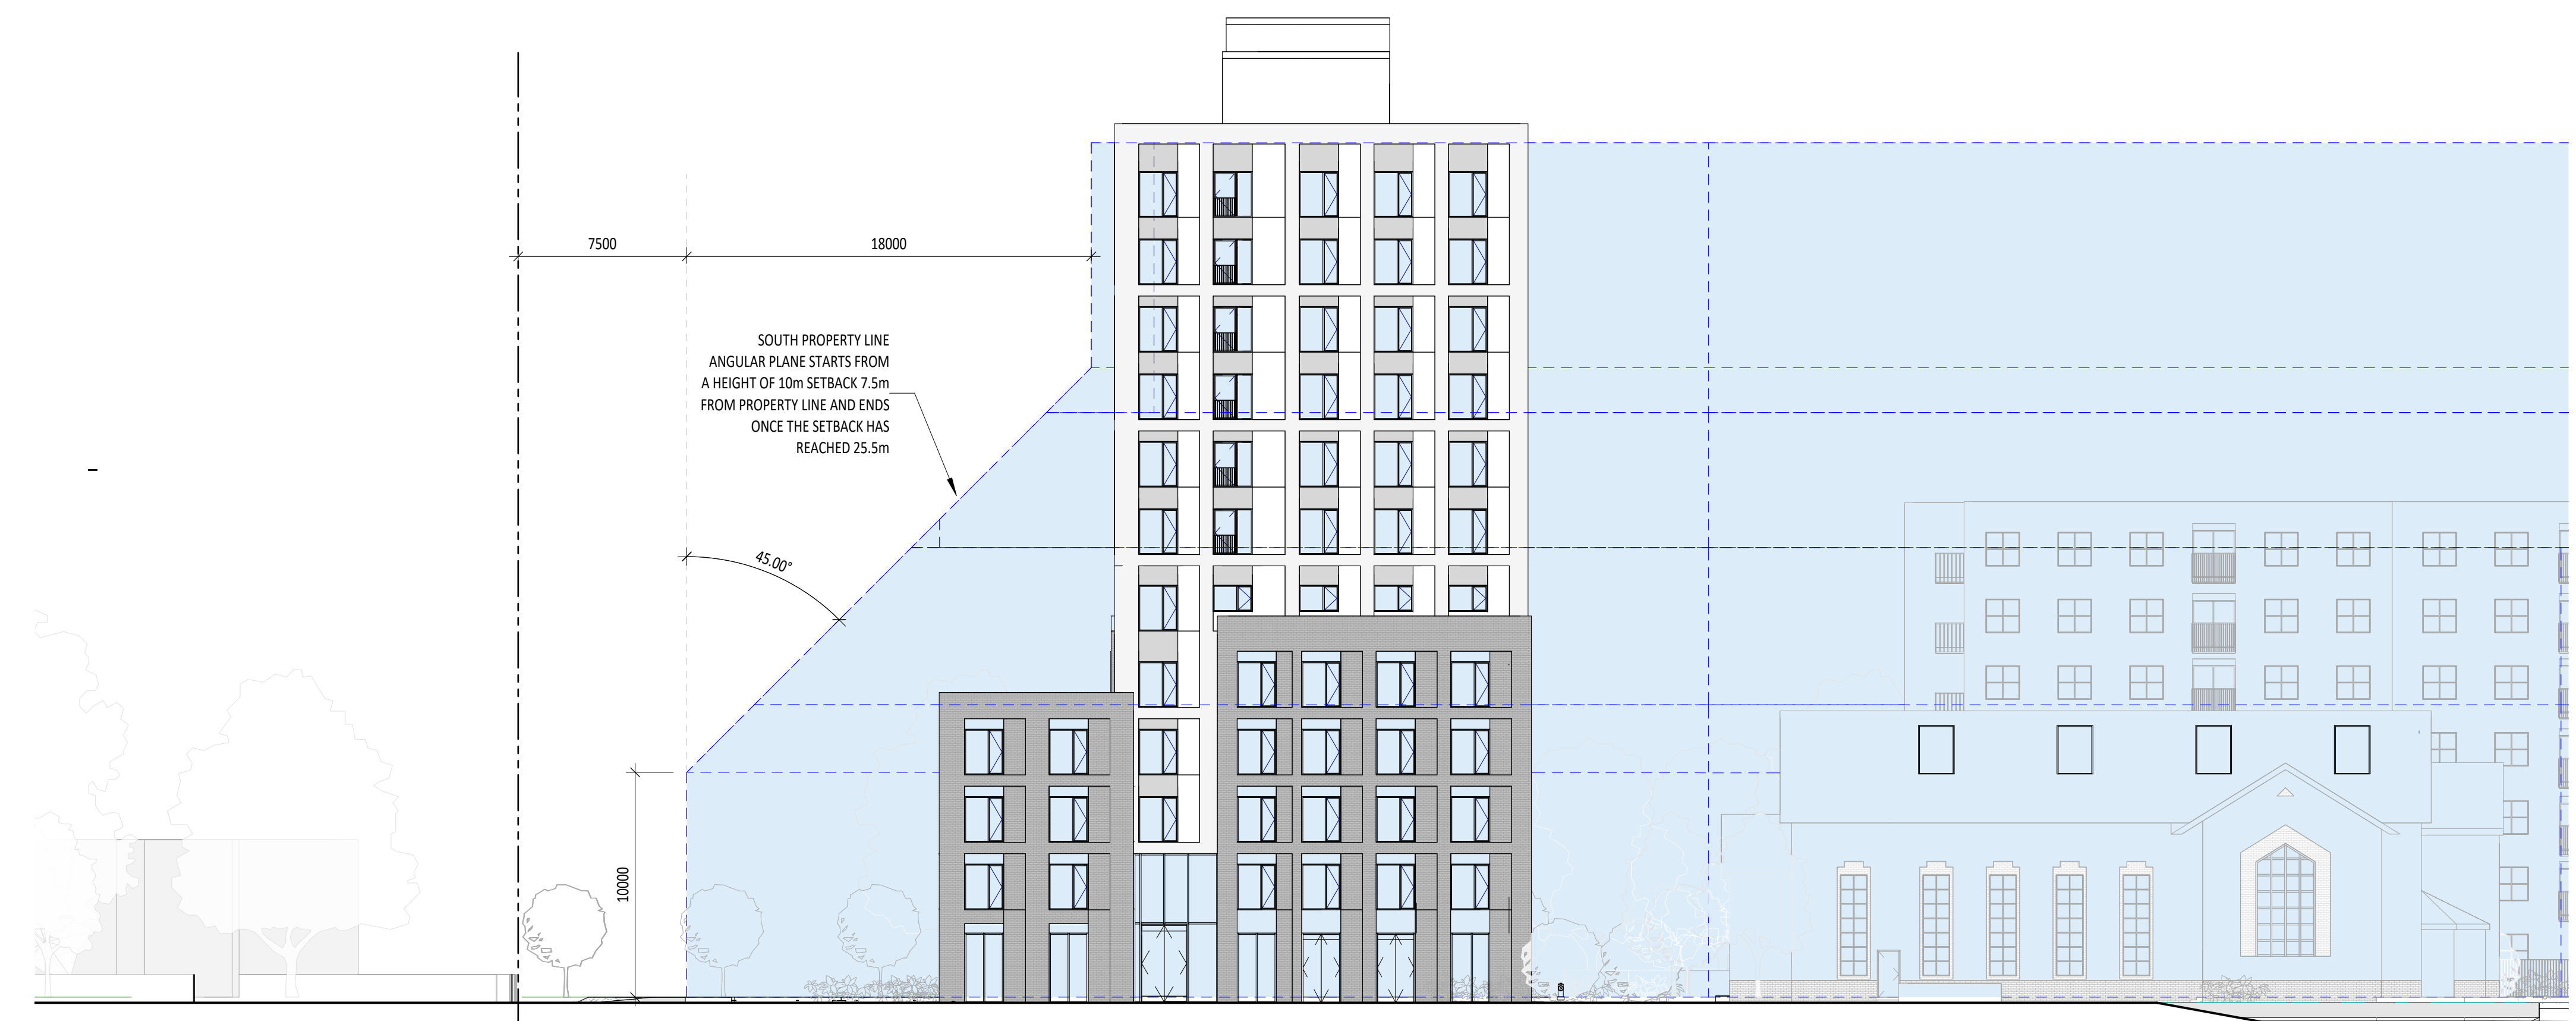 7500
18000
SOUTH PROPERTY LINE
ANGULAR PLANE STARTS FROM
A HEIGHT OF 10m SETBACK 7.5m
FROM PROPERTY LINE AND ENDS
ONCE THE SETBACK HAS
REACHED 25.5m
45.00°
10000